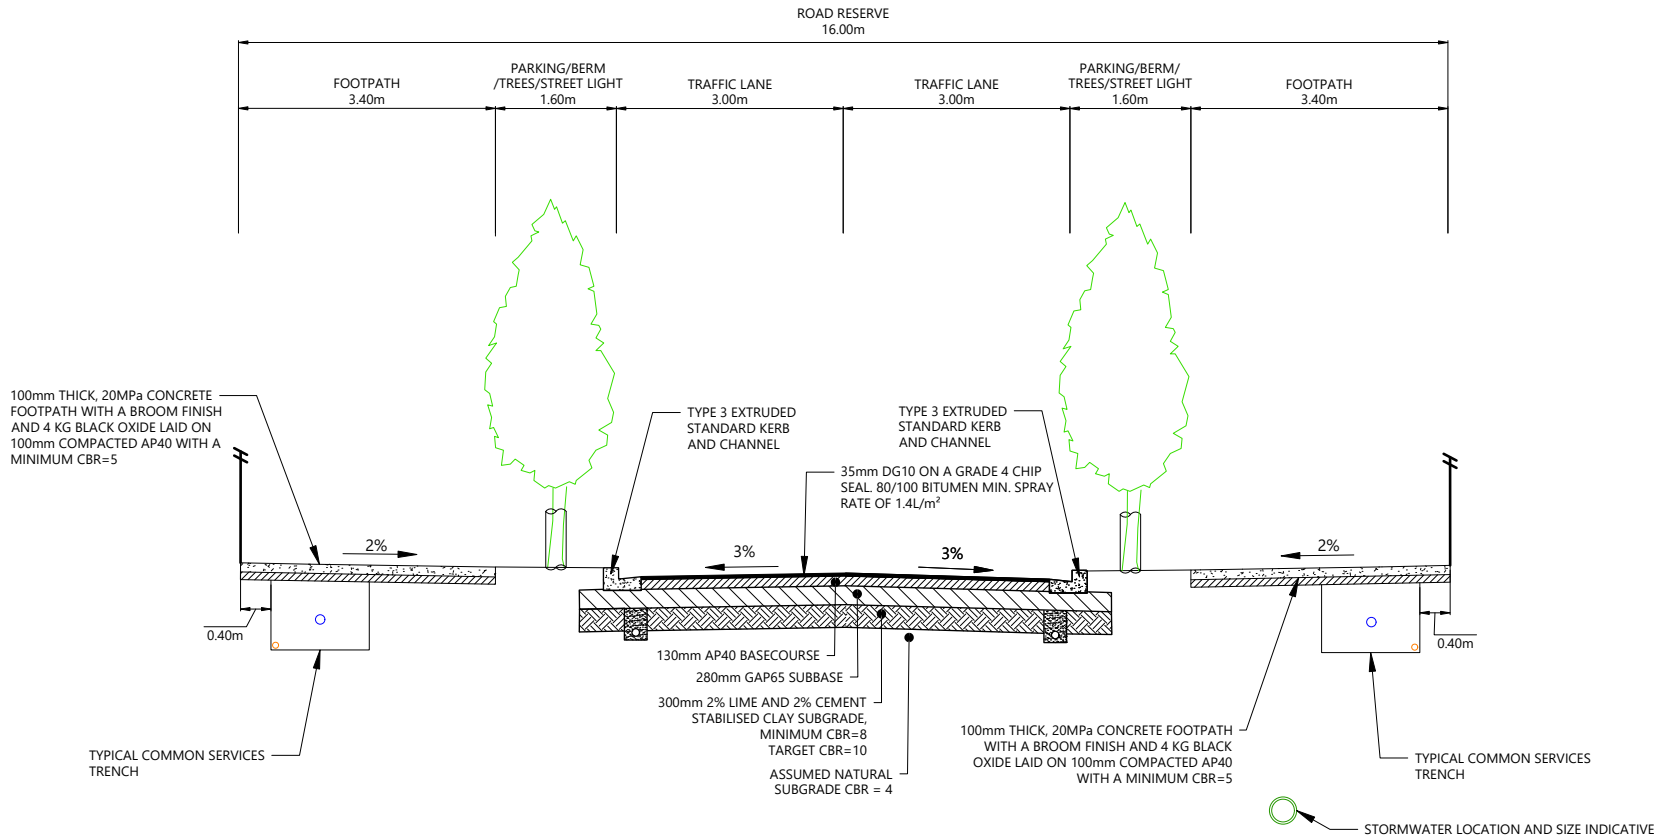 ROAD RESERVE
16.00m
FOOTPATH
3.40m
PARKING/BERM
/TREES/STREET LIGHT
1.60m
TRAFFIC LANE
3.00m
TRAFFIC LANE
3.00m
PARKING/BERM/
TREES/STREET LIGHT
1.60m
FOOTPATH
3.40m
100mm THICK, 20MPa CONCRETE
FOOTPATH WITH A BROOM FINISH
AND 4 KG BLACK OXIDE LAID ON
100mm COMPACTED AP40 WITH A
MINIMUM CBR=5
TYPE 3 EXTRUDED
STANDARD KERB
AND CHANNEL
TYPE 3 EXTRUDED
STANDARD KERB
AND CHANNEL
35mm DG10 ON A GRADE 4 CHIP
SEAL. 80/100 BITUMEN MIN. SPRAY
RATE OF 1.4L/m²
2%
3%
3%
2%
0.40m
0.40m
130mm AP40 BASECOURSE
280mm GAP65 SUBBASE
300mm 2% LIME AND 2% CEMENT
STABILISED CLAY SUBGRADE,
MINIMUM CBR=8
TARGET CBR=10
ASSUMED NATURAL
SUBGRADE CBR = 4
TYPICAL COMMON SERVICES
TRENCH
100mm THICK, 20MPa CONCRETE FOOTPATH
WITH A BROOM FINISH AND 4 KG BLACK
OXIDE LAID ON 100mm COMPACTED AP40
WITH A MINIMUM CBR=5
TYPICAL COMMON SERVICES
TRENCH
STORMWATER LOCATION AND SIZE INDICATIVE